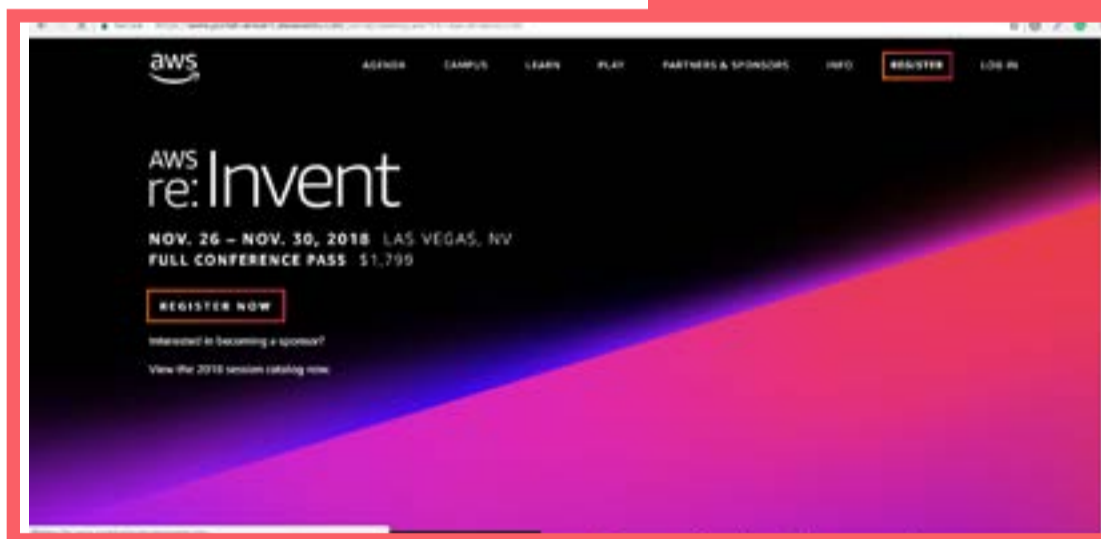 aws
AGENDA CAMPUS LEARN PLAY PARTNERS & SPONSORS INFO REGISTER LOG IN
AWS
re:Invent
NOV. 26 – NOV. 30, 2018 LAS VEGAS, NV
FULL CONFERENCE PASS $1,799
REGISTER NOW
Interested in becoming a sponsor?
View the 2018 session catalog now.